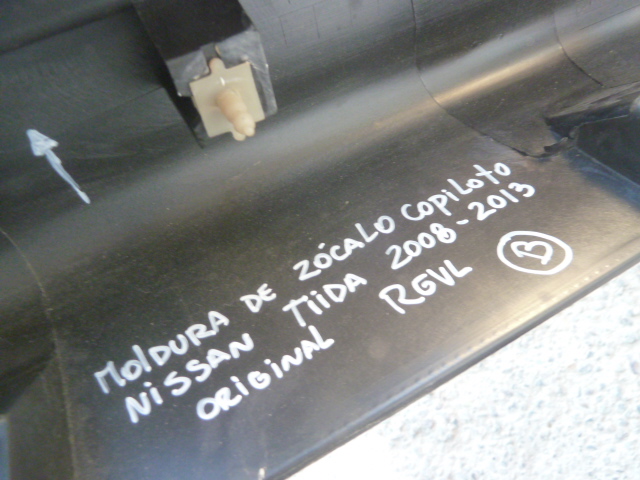 MOLDURA DE ZÓCALO COPILOTO
NISSAN TIIDA 2008-2013
ORIGINAL RGVL B